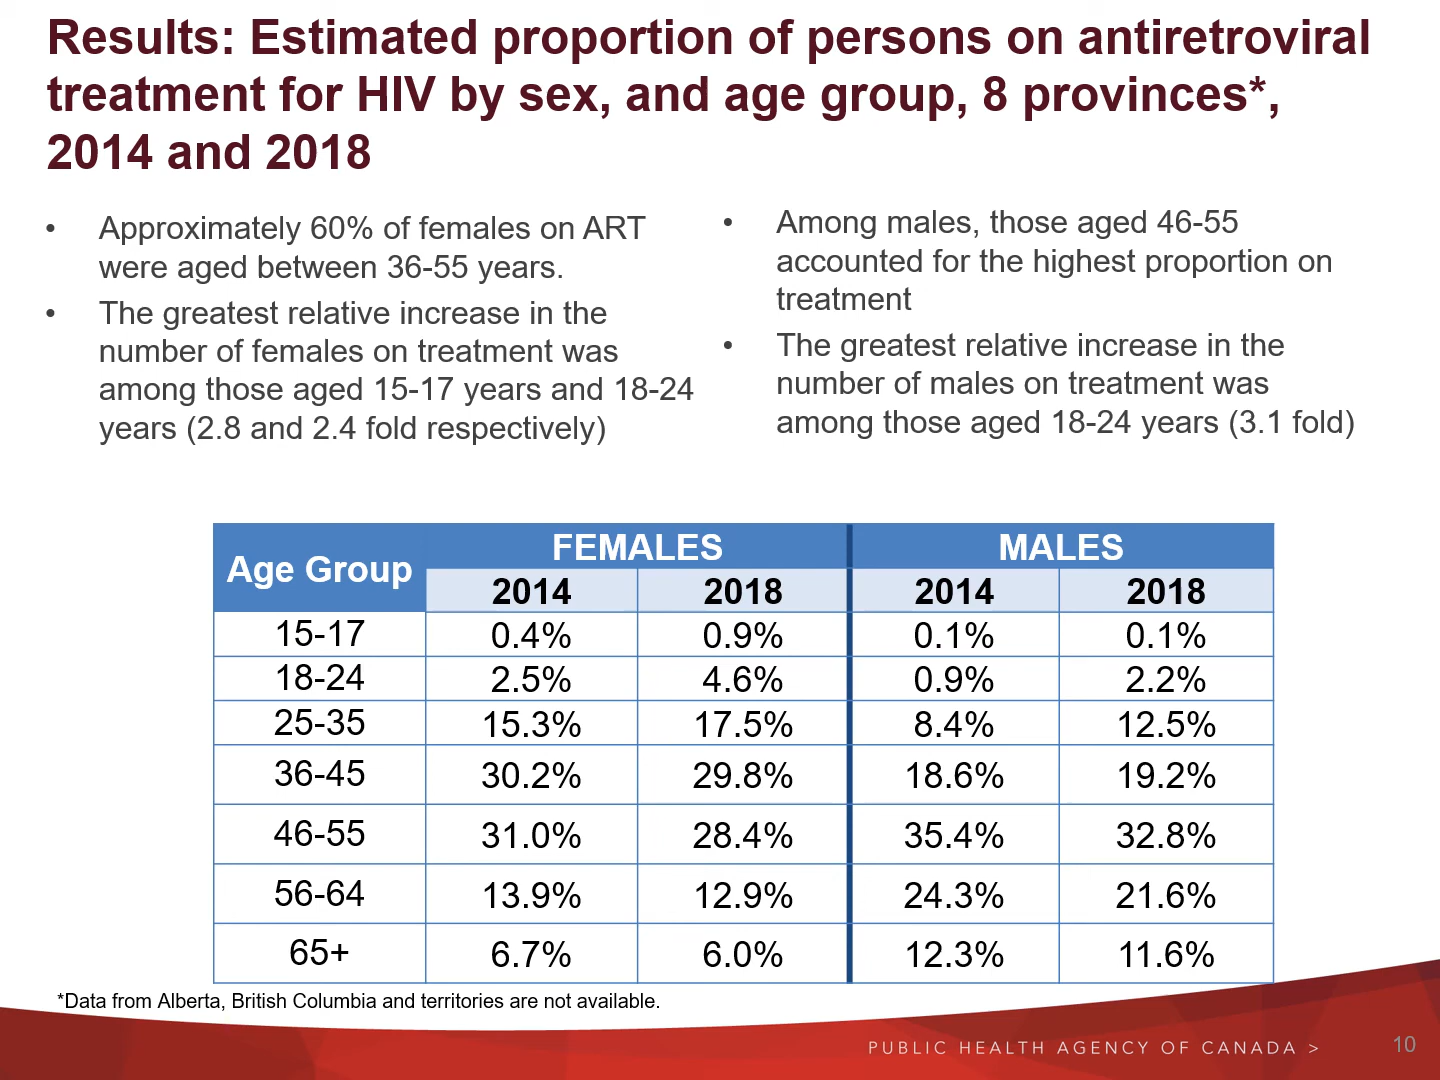 Results: Estimated proportion of persons on antiretroviral
treatment for HIV by sex, and age group, 8 provinces*,
2014 and 2018
• Approximately 60% of females on ART
were aged between 36-55 years.
• The greatest relative increase in the
number of females on treatment was
among those aged 15-17 years and 18-24
years (2.8 and 2.4 fold respectively)
• Among males, those aged 46-55
accounted for the highest proportion on
treatment
• The greatest relative increase in the
number of males on treatment was
among those aged 18-24 years (3.1 fold)
Age Group FEMALES MALES
2014 2018 2014 2018
15-17 0.4% 0.9% 0.1% 0.1%
18-24 2.5% 4.6% 0.9% 2.2%
25-35 15.3% 17.5% 8.4% 12.5%
36-45 30.2% 29.8% 18.6% 19.2%
46-55 31.0% 28.4% 35.4% 32.8%
56-64 13.9% 12.9% 24.3% 21.6%
65+ 6.7% 6.0% 12.3% 11.6%
*Data from Alberta, British Columbia and territories are not available.
PUBLIC HEALTH AGENCY OF CANADA > 10